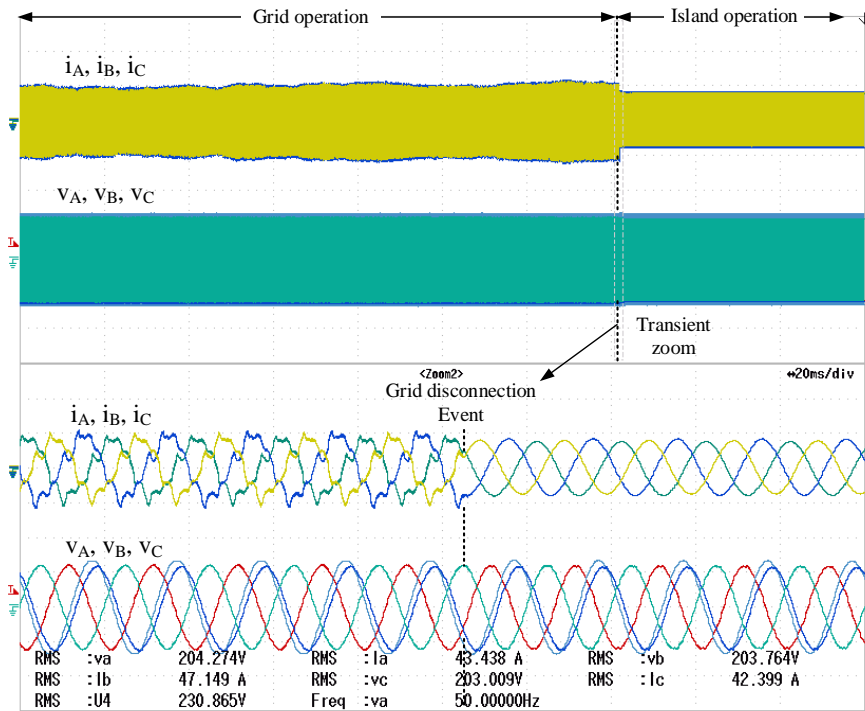 Grid operation
Island operation
iA, iB, iC
vA, vB, vC
Transient
zoom
<Zoom2>
⇔20ms/div
Grid disconnection
Event
iA, iB, iC
vA, vB, vC
RMS :va 204.274V RMS :Ia 43.438 A RMS :vb 203.764V
RMS :Ib 47.149 A RMS :vc 203.009V RMS :Ic 42.399 A
RMS :U4 230.865V Freq :va 50.00000Hz